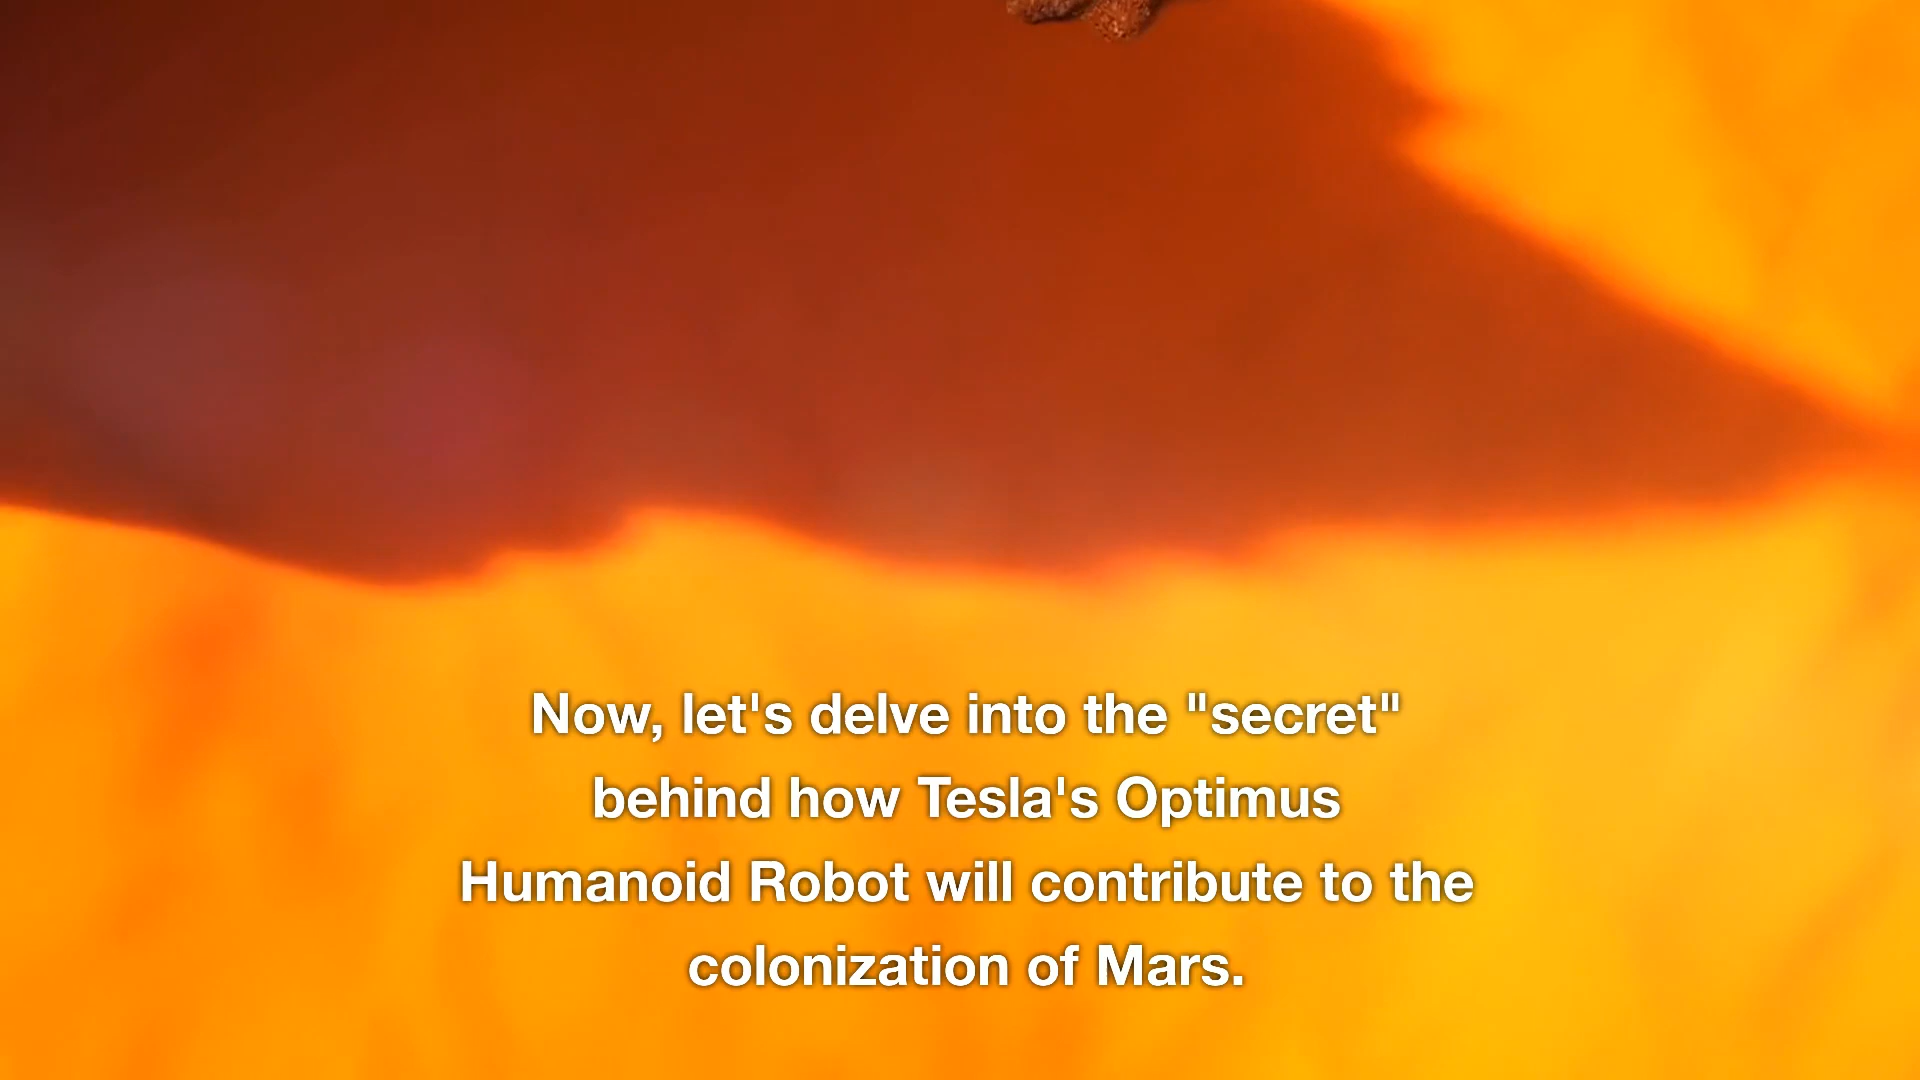 Now, let's delve into the "secret"
behind how Tesla's Optimus
Humanoid Robot will contribute to the
colonization of Mars.